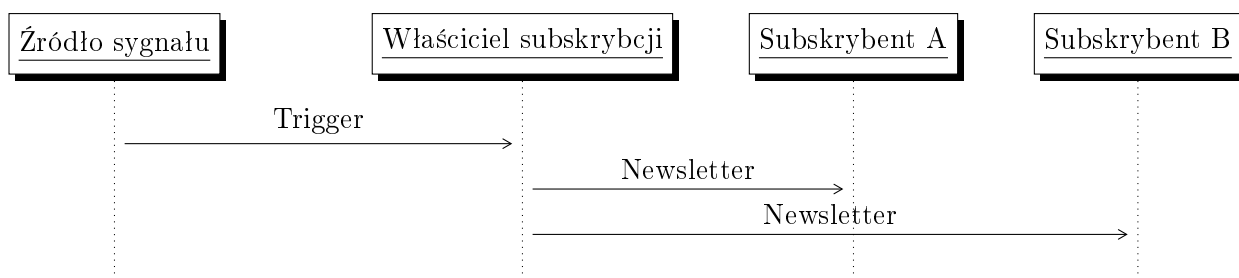 Źródło sygnału
Właściciel subskrybcji
Subskrybent A
Subskrybent B
Trigger
Newsletter
Newsletter